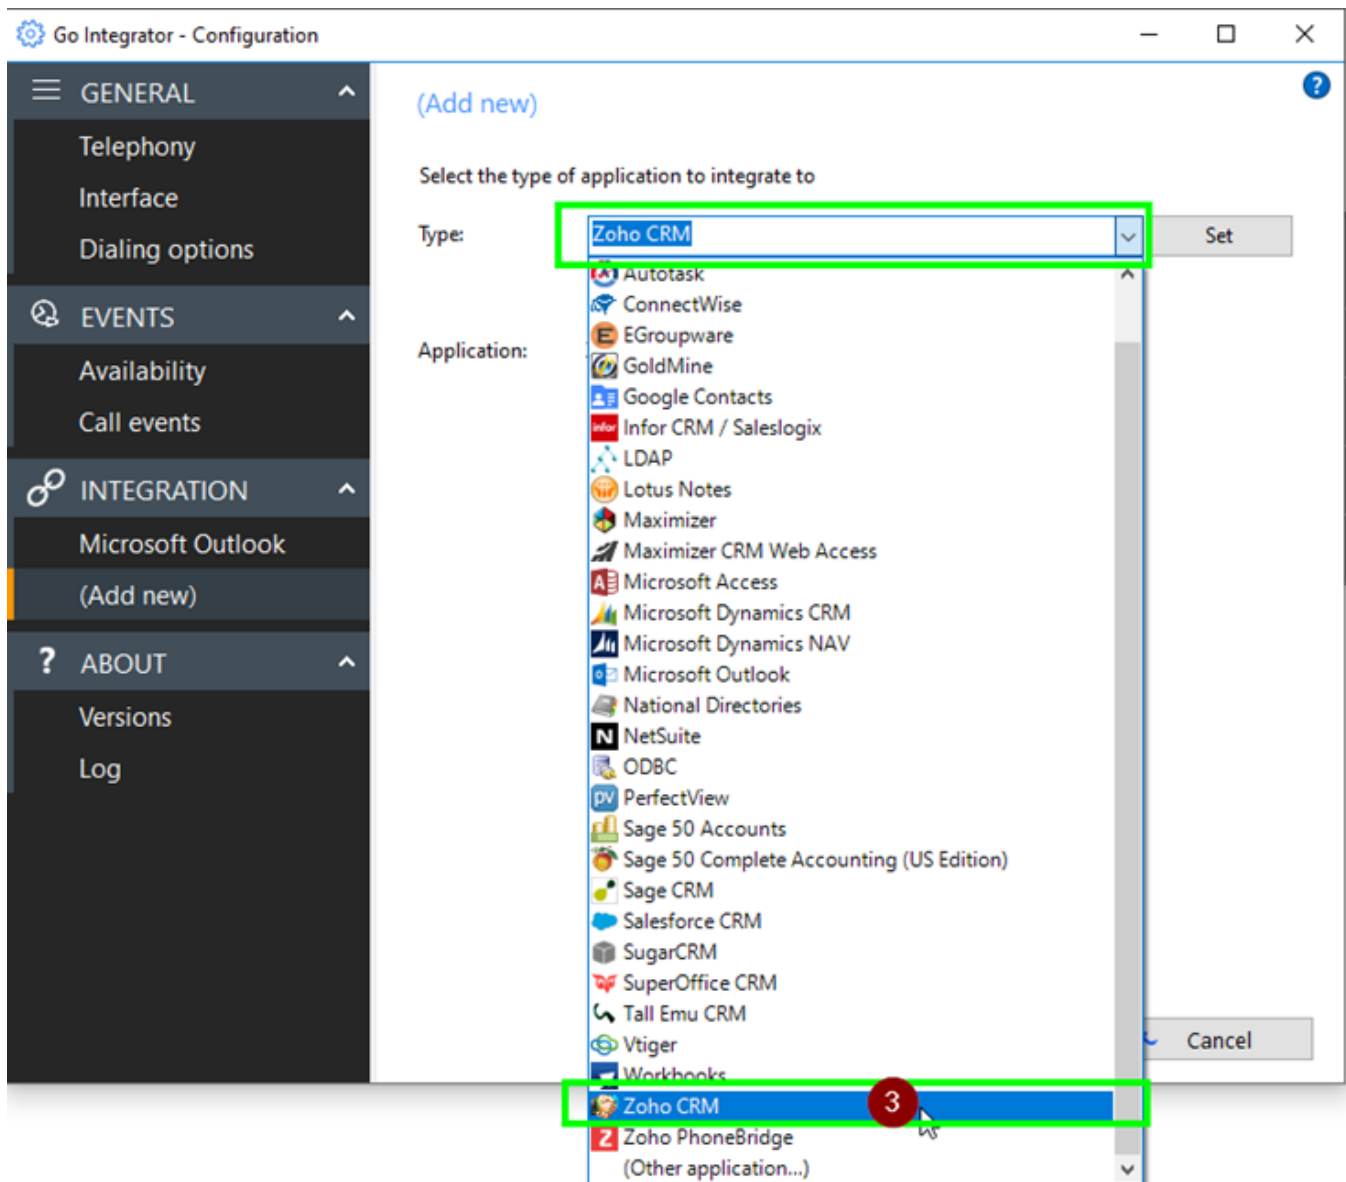 Go Integrator - Configuration
GENERAL
Telephony
Interface
Dialing options
EVENTS
Availability
Call events
INTEGRATION
Microsoft Outlook
(Add new)
? ABOUT
Versions
Log
?
(Add new)
Select the type of application to integrate to
Type:
Zoho CRM
Set
Application:
Autotask
ConnectWise
E EGroupware
GoldMine
Google Contacts
infor Infor CRM / Saleslogix
LDAP
Lotus Notes
Maximizer
Maximizer CRM Web Access
A Microsoft Access
Microsoft Dynamics CRM
Microsoft Dynamics NAV
Microsoft Outlook
National Directories
N NetSuite
ODBC
pv PerfectView
Sage 50 Accounts
Sage 50 Complete Accounting (US Edition)
Sage CRM
Salesforce CRM
SugarCRM
SuperOffice CRM
Tall Emu CRM
Vtiger
Workbooks
Zoho CRM
3
Z Zoho PhoneBridge
(Other application...)
Cancel